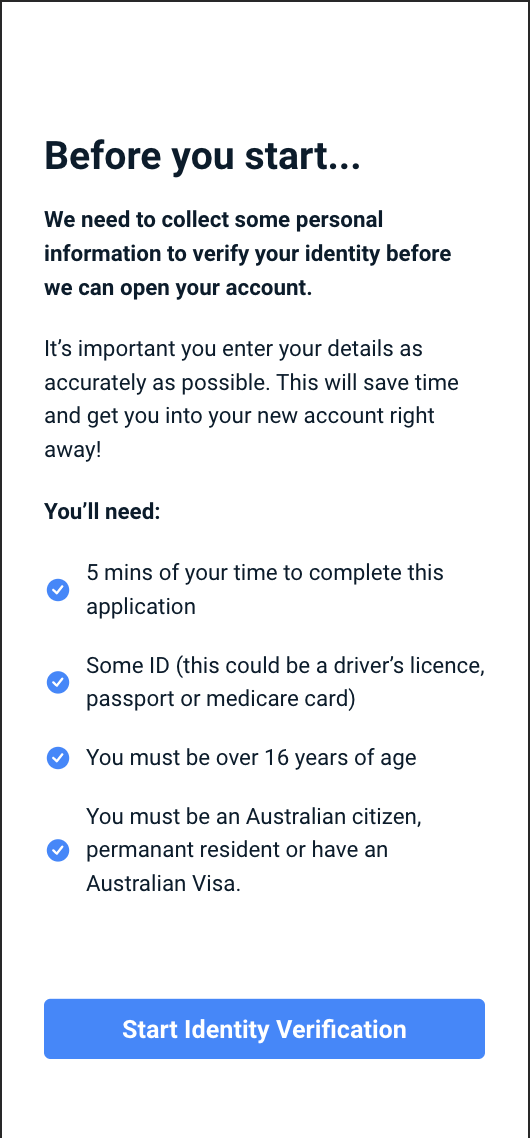 Before you start...
We need to collect some personal
information to verify your identity before
we can open your account.
It’s important you enter your details as
accurately as possible. This will save time
and get you into your new account right
away!
You’ll need:
5 mins of your time to complete this
application
Some ID (this could be a driver’s licence,
passport or medicare card)
You must be over 16 years of age
You must be an Australian citizen,
permanant resident or have an
Australian Visa.
Start Identity Verification